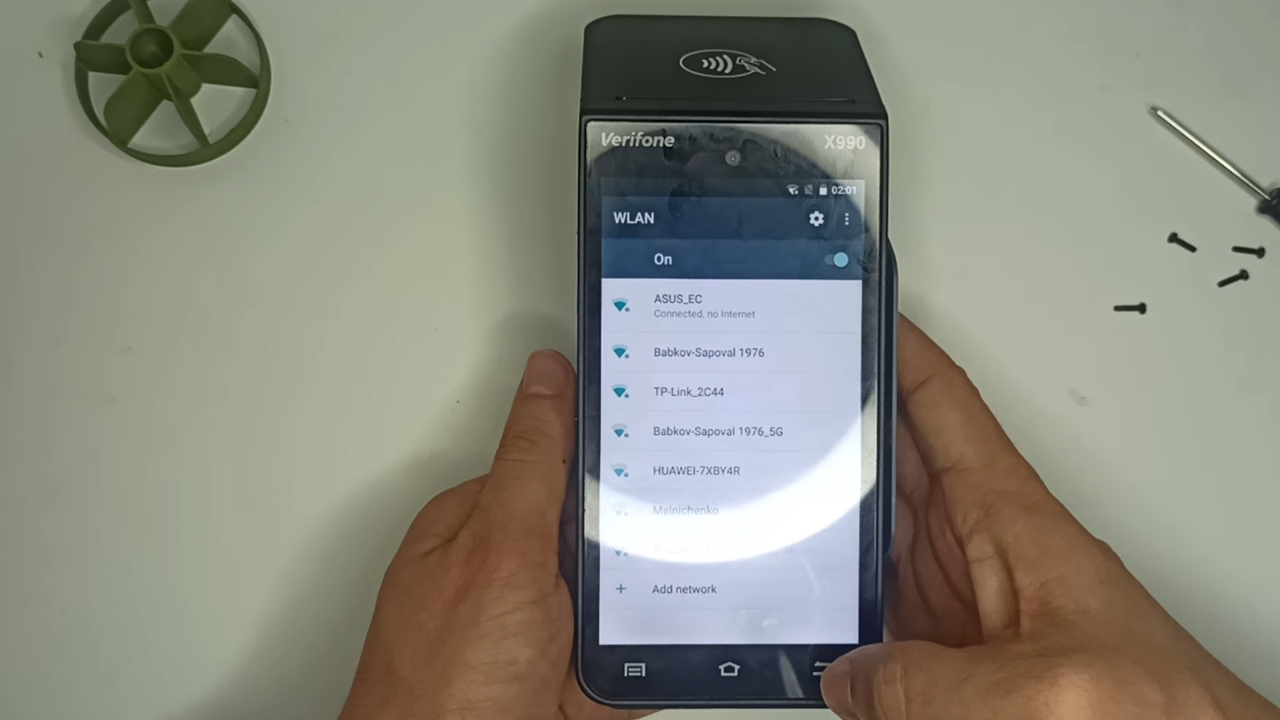 Verifone X990
02:01
WLAN
On
ASUS_EC
Connected, no Internet
Babkov-Sapoval 1976
TP-Link_2C44
Babkov-Sapoval 1976_5G
HUAWEI-7XBY4R
Melnichenko
Add network